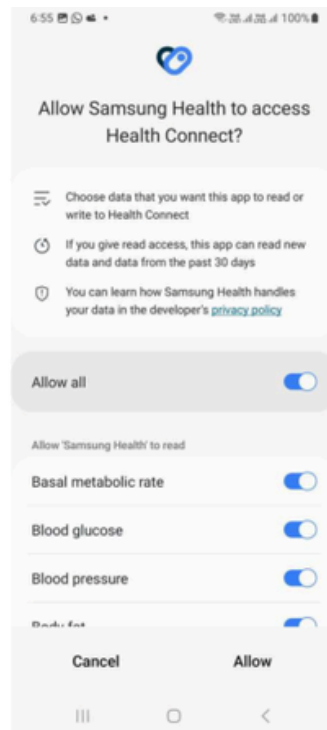 6:55
100%
Allow Samsung Health to access
Health Connect?
Choose data that you want this app to read or
write to Health Connect
If you give read access, this app can read new
data and data from the past 30 days
You can learn how Samsung Health handles
your data in the developer's privacy policy
Allow all
Allow 'Samsung Health' to read
Basal metabolic rate
Blood glucose
Blood pressure
Body fat
Cancel
Allow